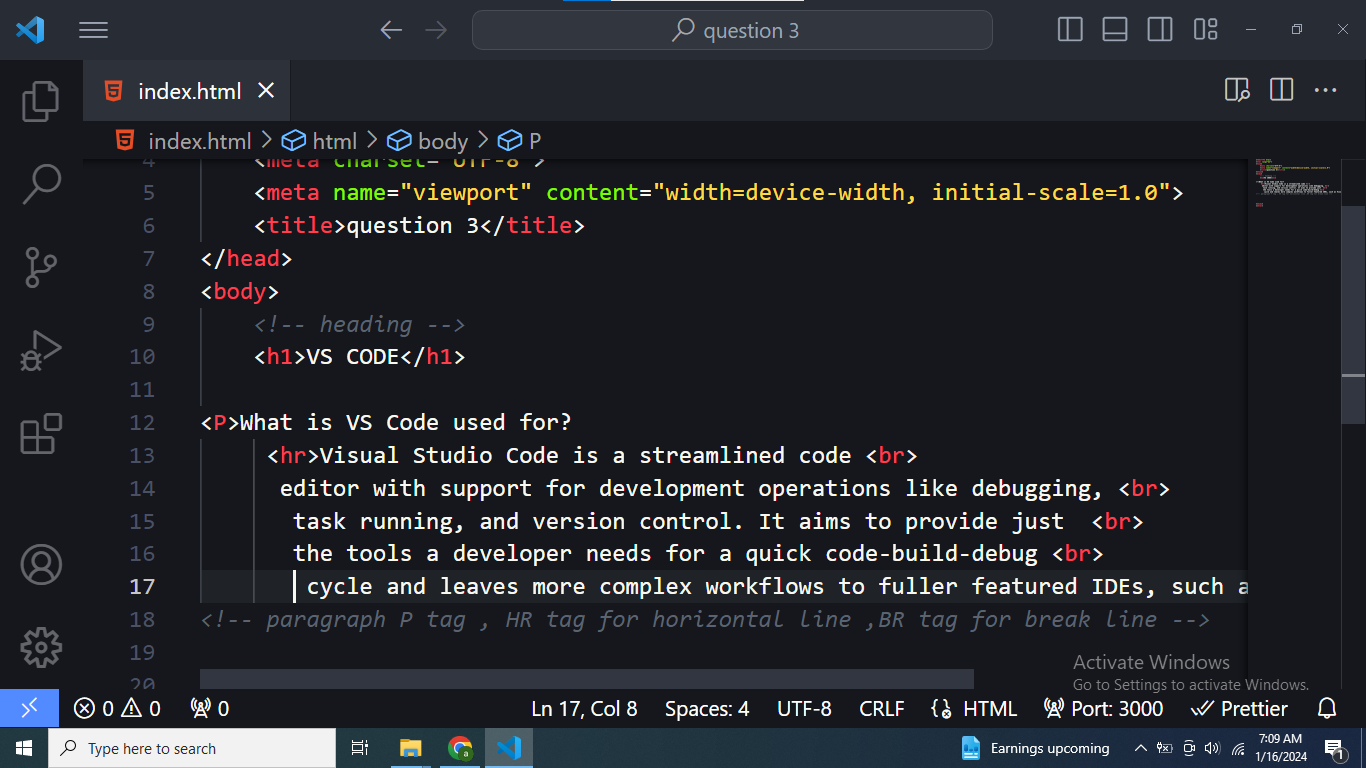 question 3
index.html
index.html > html > body > P
4 <meta charset="UTF-8">
5 <meta name="viewport" content="width=device-width, initial-scale=1.0">
6 <title>question 3</title>
7 </head>
8 <body>
9 <!-- heading -->
10 <h1>VS CODE</h1>
11
12 <P>What is VS Code used for?
13 <hr>Visual Studio Code is a streamlined code <br>
14 editor with support for development operations like debugging, <br>
15 task running, and version control. It aims to provide just  <br>
16 the tools a developer needs for a quick code-build-debug <br>
17 cycle and leaves more complex workflows to fuller featured IDEs, such a
18 <!-- paragraph P tag , HR tag for horizontal line ,BR tag for break line -->
19
20
Activate Windows
Go to Settings to activate Windows.
0 0 0 Ln 17, Col 8 Spaces: 4 UTF-8 CRLF HTML Port: 3000 Prettier
Type here to search
a
Earnings upcoming
7:09 AM
1/16/2024
1